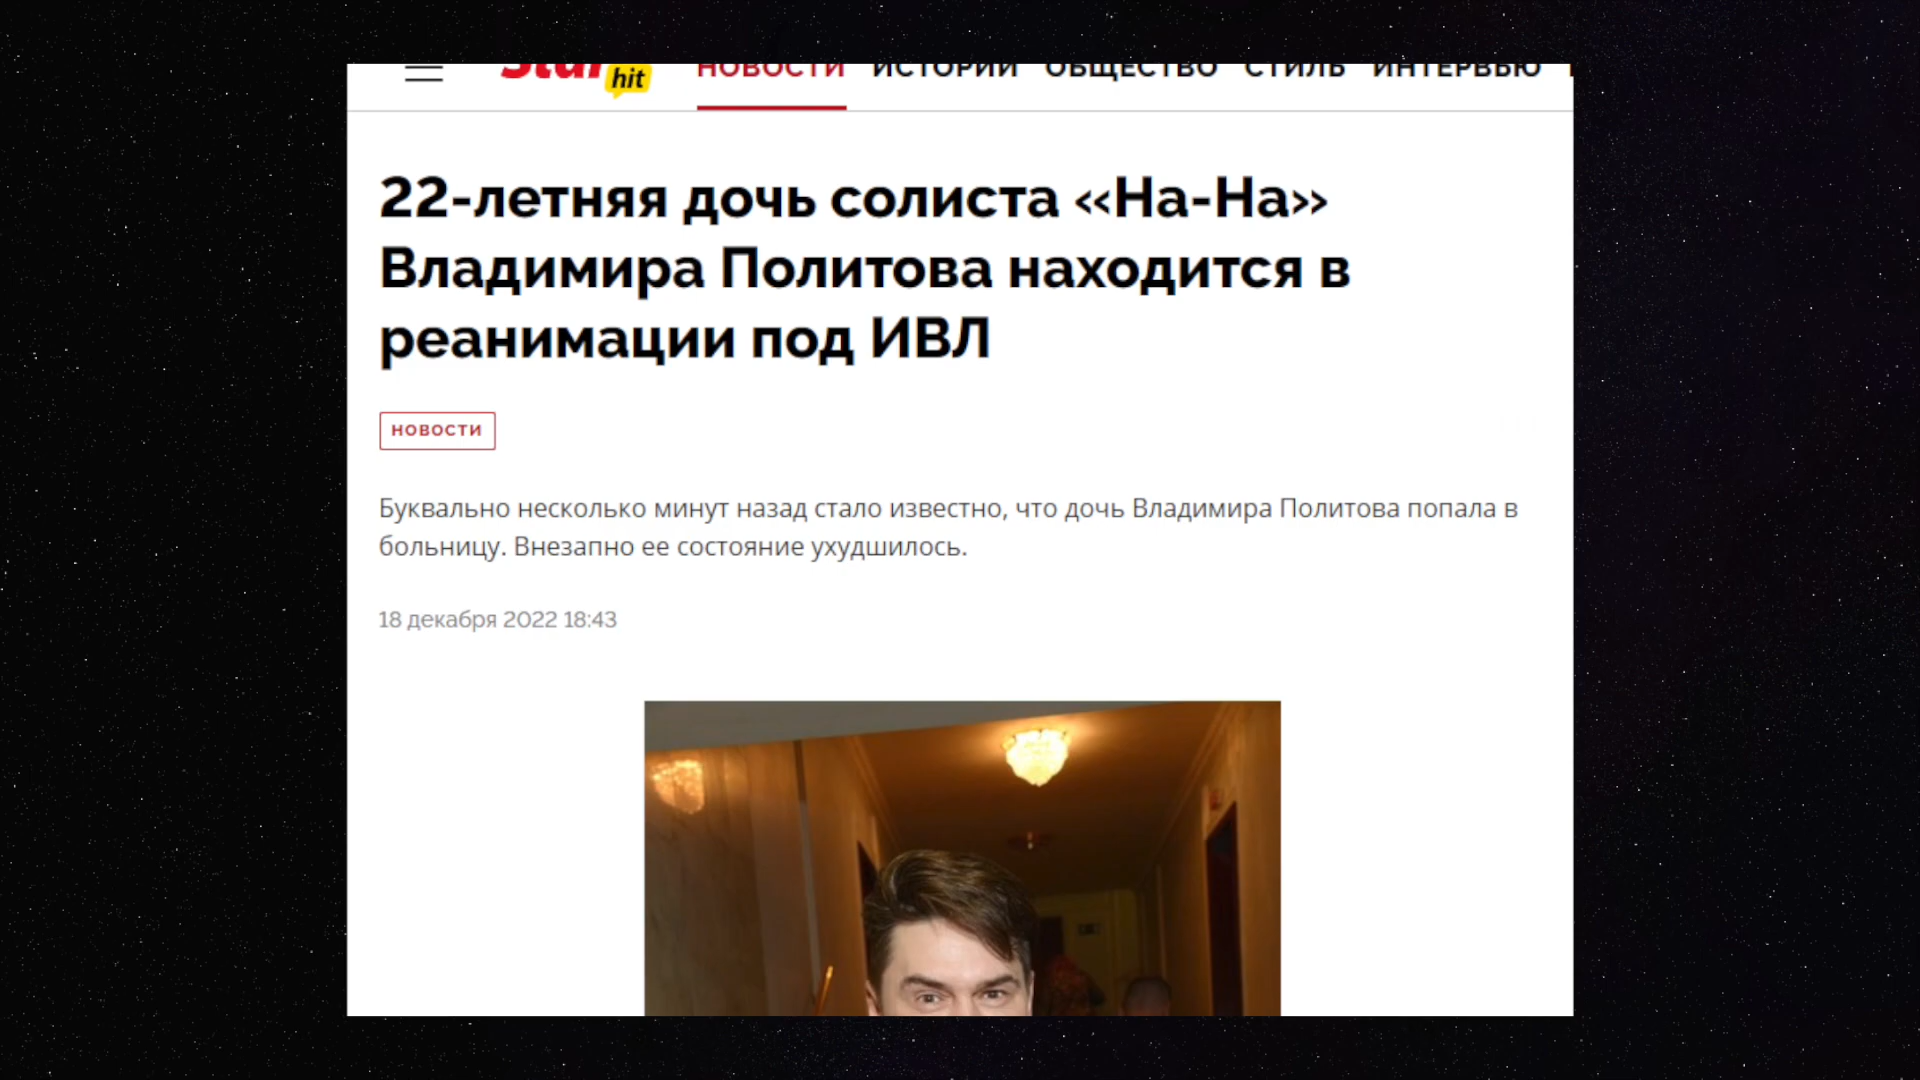 Star hit НОВОСТИ ИСТОРИИ ОБЩЕСТВО СТИЛЬ ИНТЕРВЬЮ
22-летняя дочь солиста «На-На»
Владимира Политова находится в
реанимации под ИВЛ
НОВОСТИ
Буквально несколько минут назад стало известно, что дочь Владимира Политова попала в
больницу. Внезапно ее состояние ухудшилось.
18 декабря 2022 18:43